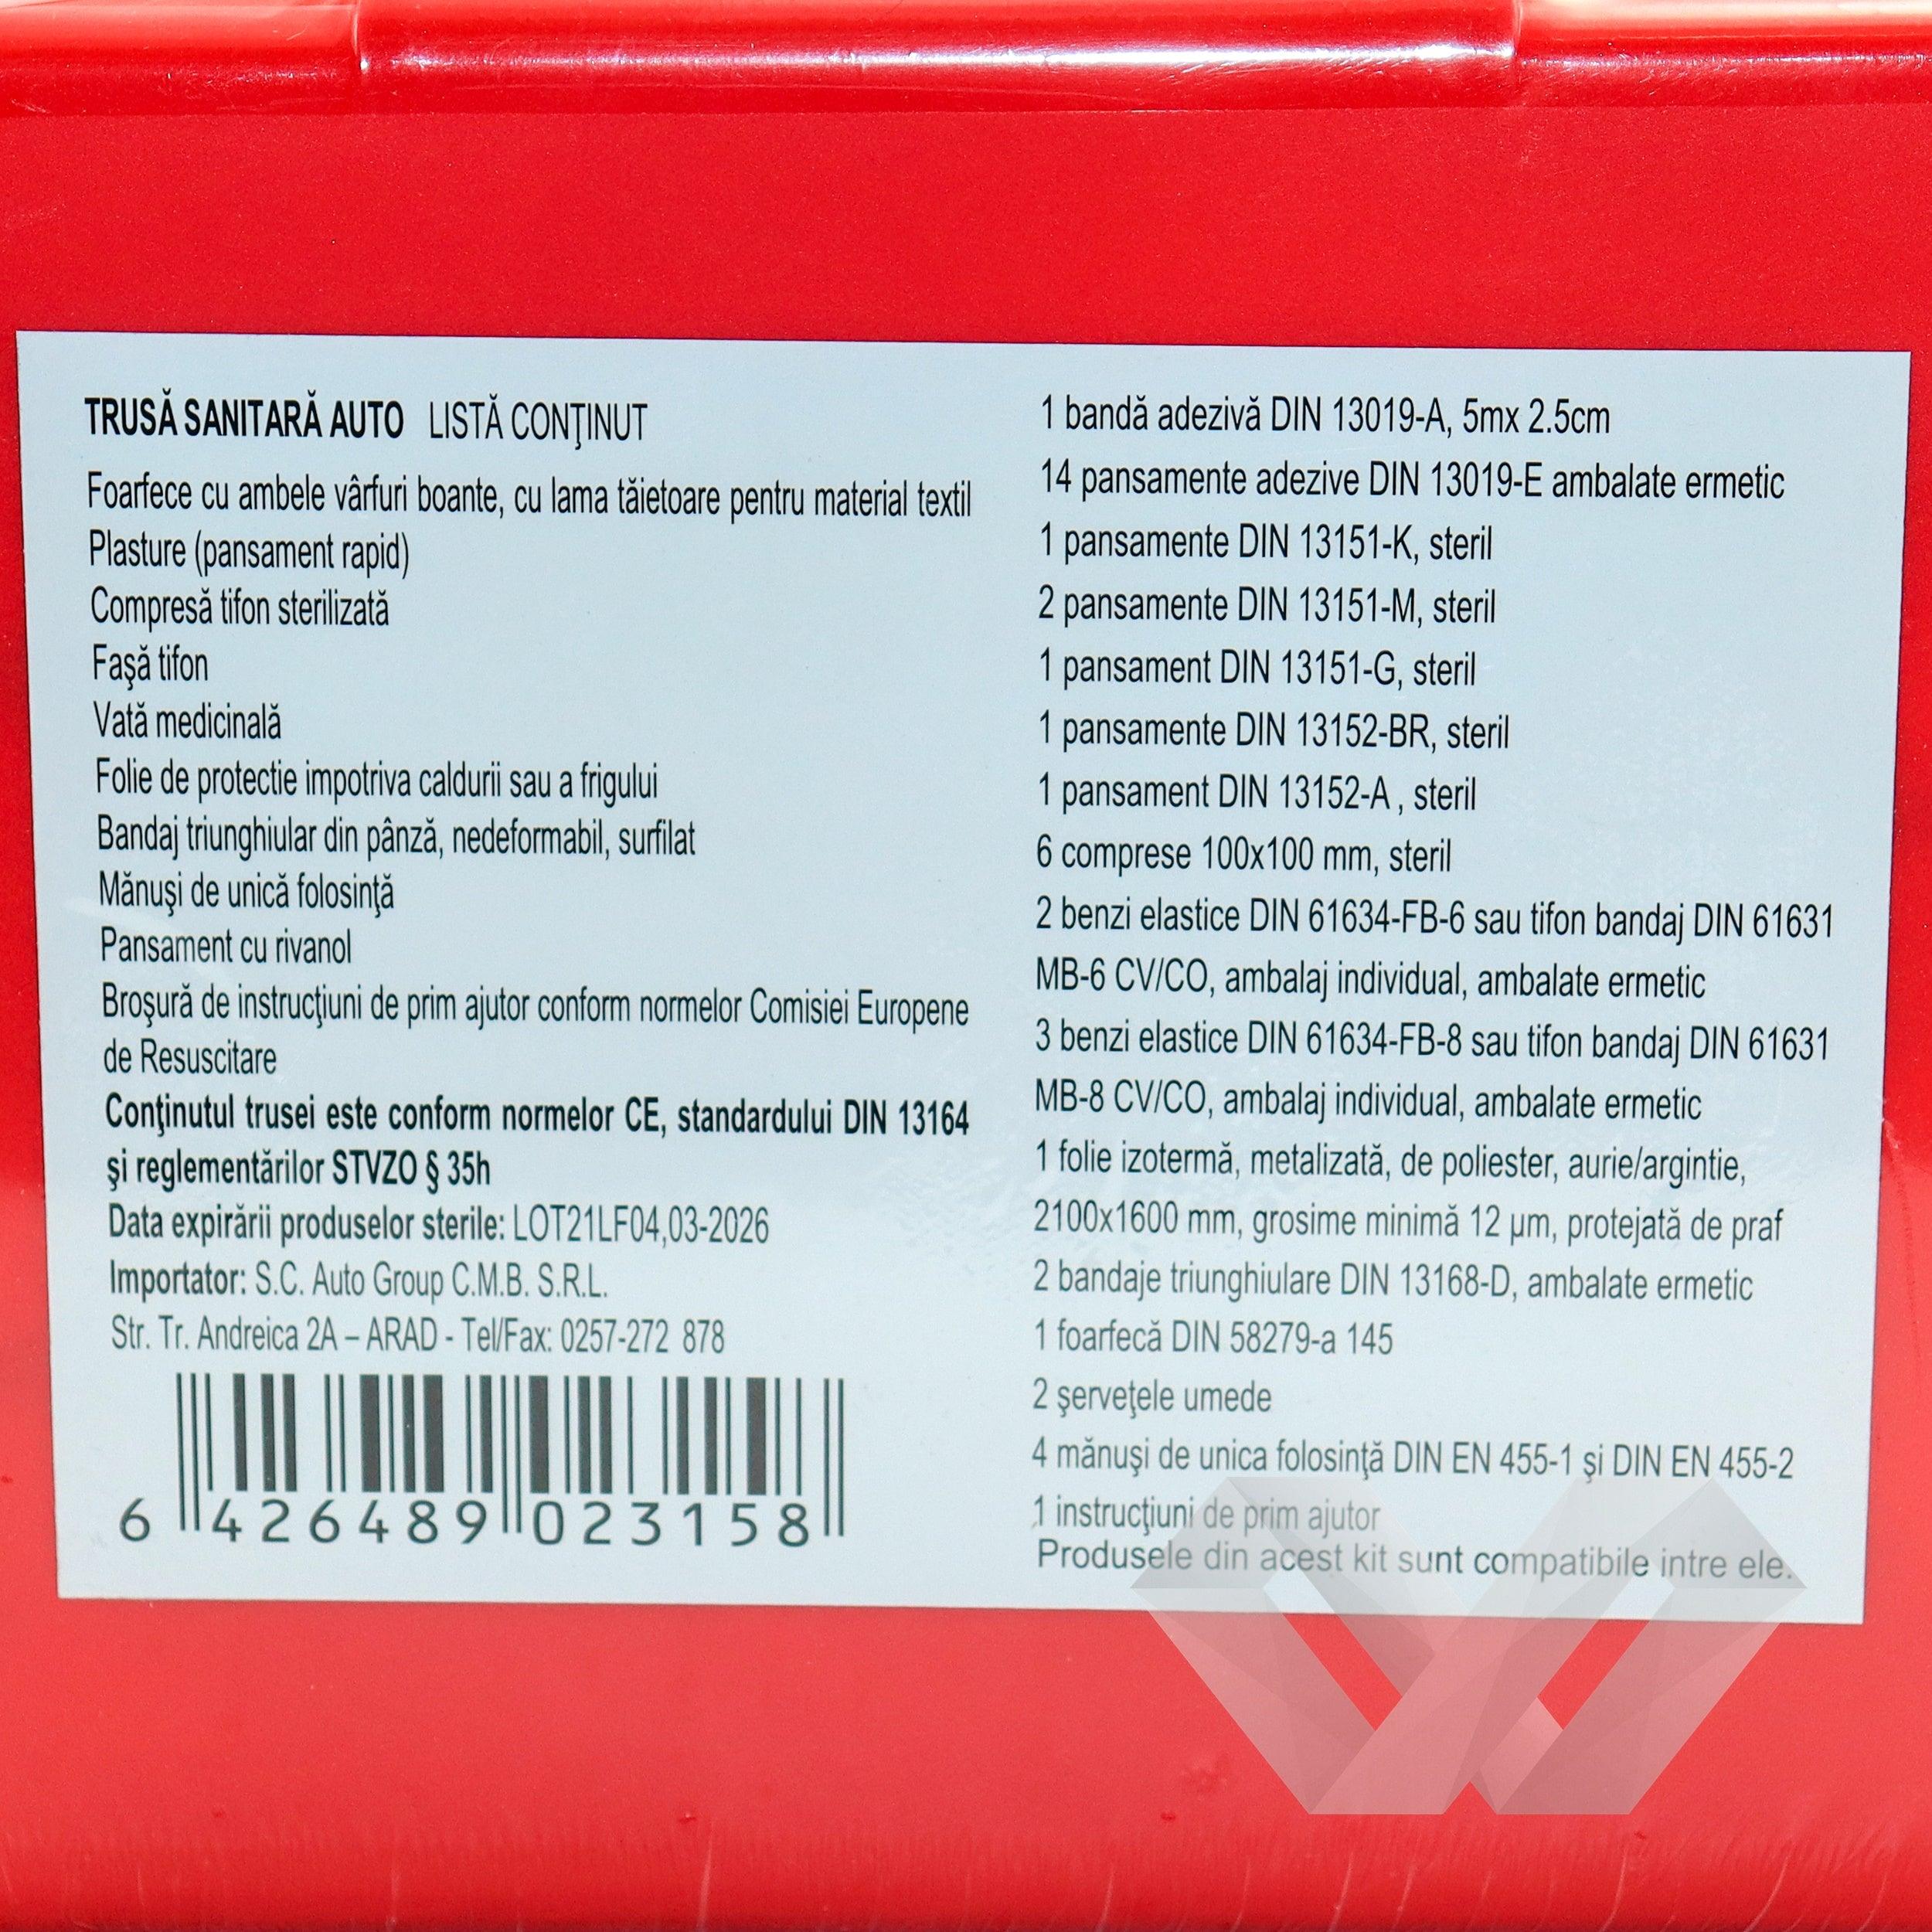 TRUSĂ SANITARĂ AUTO LISTĂ CONŢINUT
Foarfece cu ambele vârfuri boante, cu lama tăietoare pentru material textil
Plasture (pansament rapid)
Compresă tifon sterilizată
Faşă tifon
Vată medicinală
Folie de protectie impotriva caldurii sau a frigului
Bandaj triunghiular din pânză, nedeformabil, surfilat
Mănuşi de unică folosinţă
Pansament cu rivanol
Broşură de instrucţiuni de prim ajutor conform normelor Comisiei Europene
de Resuscitare
Conţinutul trusei este conform normelor CE, standardului DIN 13164
şi reglementărilor STVZO § 35h
Data expirării produselor sterile: LOT21LF04,03-2026
Importator: S.C. Auto Group C.M.B. S.R.L.
Str. Tr. Andreica 2A – ARAD - Tel/Fax: 0257-272 878
6 426489 023158
1 bandă adezivă DIN 13019-A, 5mx 2.5cm
14 pansamente adezive DIN 13019-E ambalate ermetic
1 pansamente DIN 13151-K, steril
2 pansamente DIN 13151-M, steril
1 pansament DIN 13151-G, steril
1 pansamente DIN 13152-BR, steril
1 pansament DIN 13152-A , steril
6 comprese 100x100 mm, steril
2 benzi elastice DIN 61634-FB-6 sau tifon bandaj DIN 61631
MB-6 CV/CO, ambalaj individual, ambalate ermetic
3 benzi elastice DIN 61634-FB-8 sau tifon bandaj DIN 61631
MB-8 CV/CO, ambalaj individual, ambalate ermetic
1 folie izotermă, metalizată, de poliester, aurie/argintie,
2100x1600 mm, grosime minimă 12 µm, protejată de praf
2 bandaje triunghiulare DIN 13168-D, ambalate ermetic
1 foarfecă DIN 58279-a 145
2 şerveţele umede
4 mănuşi de unica folosinţă DIN EN 455-1 şi DIN EN 455-2
1 instrucţiuni de prim ajutor
Produsele din acest kit sunt compatibile intre ele.